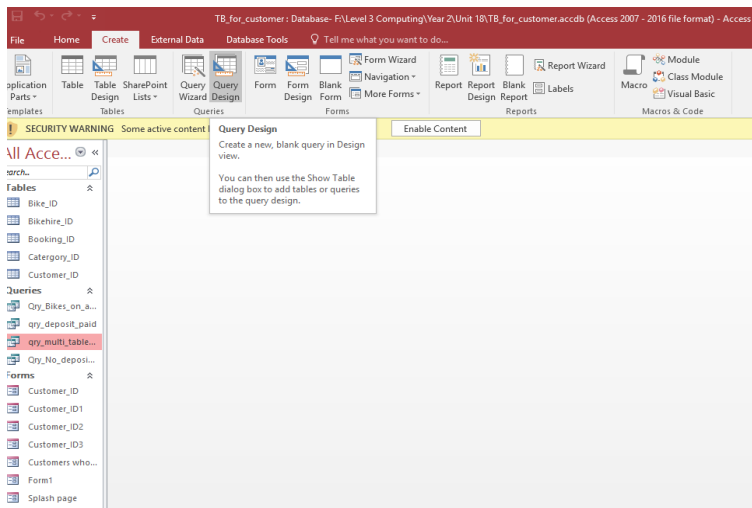 TB_for_customer : Database- F:\Level 3 Computing\Year 2\Unit 18\TB_for_customer.accdb (Access 2007 - 2016 file format) - Access
File Home Create External Data Database Tools Tell me what you want to do...
pplication Parts
emplates
Table
Table Design
SharePoint Lists
Tables
Query Wizard
Query Design
Queries
Form
Form Design
Blank Form
Form Wizard
Navigation
More Forms
Forms
Report
Report Design
Blank Report
Report Wizard
Labels
Reports
Macro
Module
Class Module
Visual Basic
Macros & Code
SECURITY WARNING Some active content
Enable Content
Query Design
Create a new, blank query in Design
view.
You can then use the Show Table
dialog box to add tables or queries
to the query design.
All Acce...
earch..
Tables
Bike_ID
Bikehire_ID
Booking_ID
Catergory_ID
Customer_ID
Queries
Qry_Bikes_on_a...
qry_deposit_paid
qry_multi_table...
Qry_No_deposi...
Forms
Customer_ID
Customer_ID1
Customer_ID2
Customer_ID3
Customers who...
Form1
Splash page